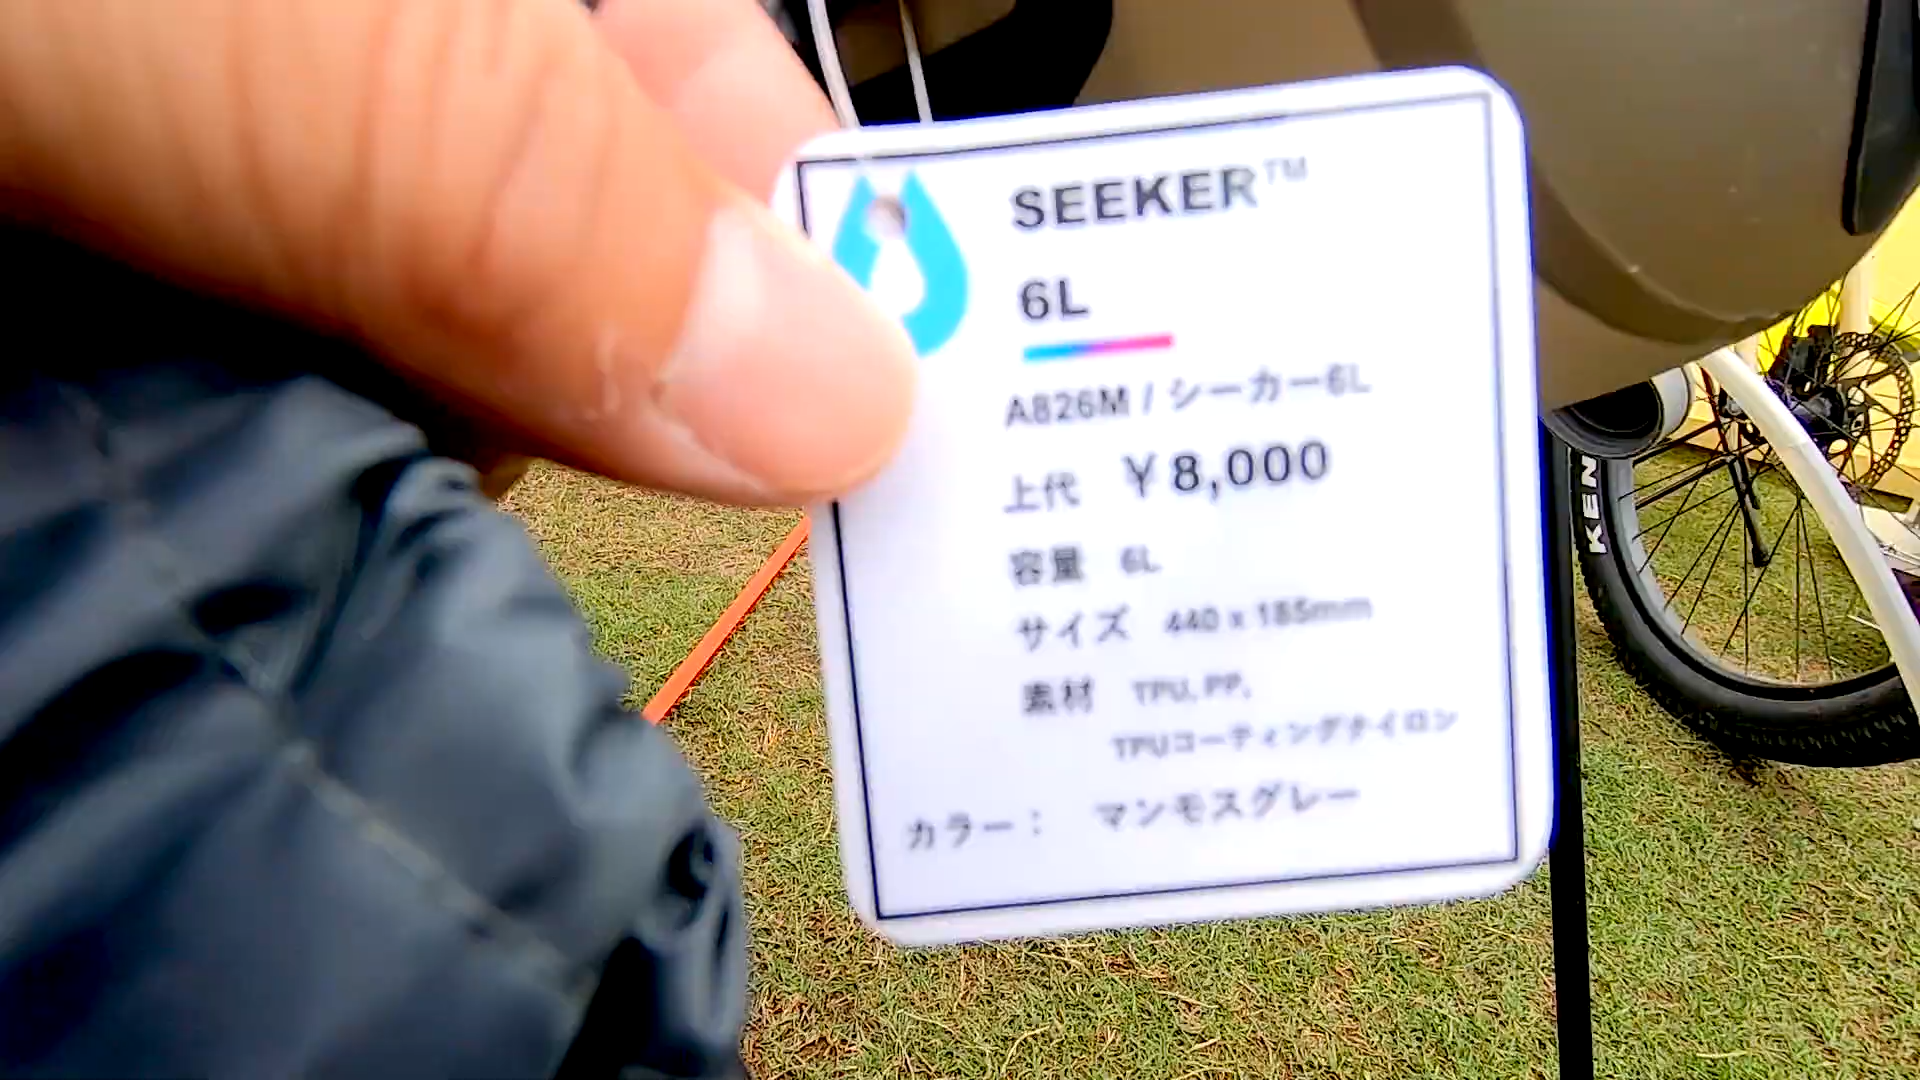 SEEKER™
6L
A826M / シーカー6L
上代 ¥8,000
容量 6L
サイズ 440 x 185mm
素材 TPU, PP,
TPUコーティングナイロン
カラー： マンモスグレー
KEN